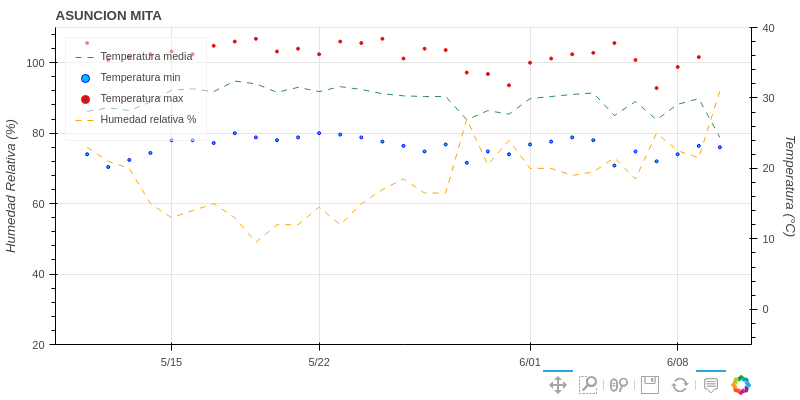 ASUNCION MITA
Temperatura media
Temperatura min
Temperatura max
Humedad relativa %
Humedad Relativa (%)
100
80
60
40
20
Temperatura (°C)
40
30
20
10
0
5/15
5/22
6/01
6/08